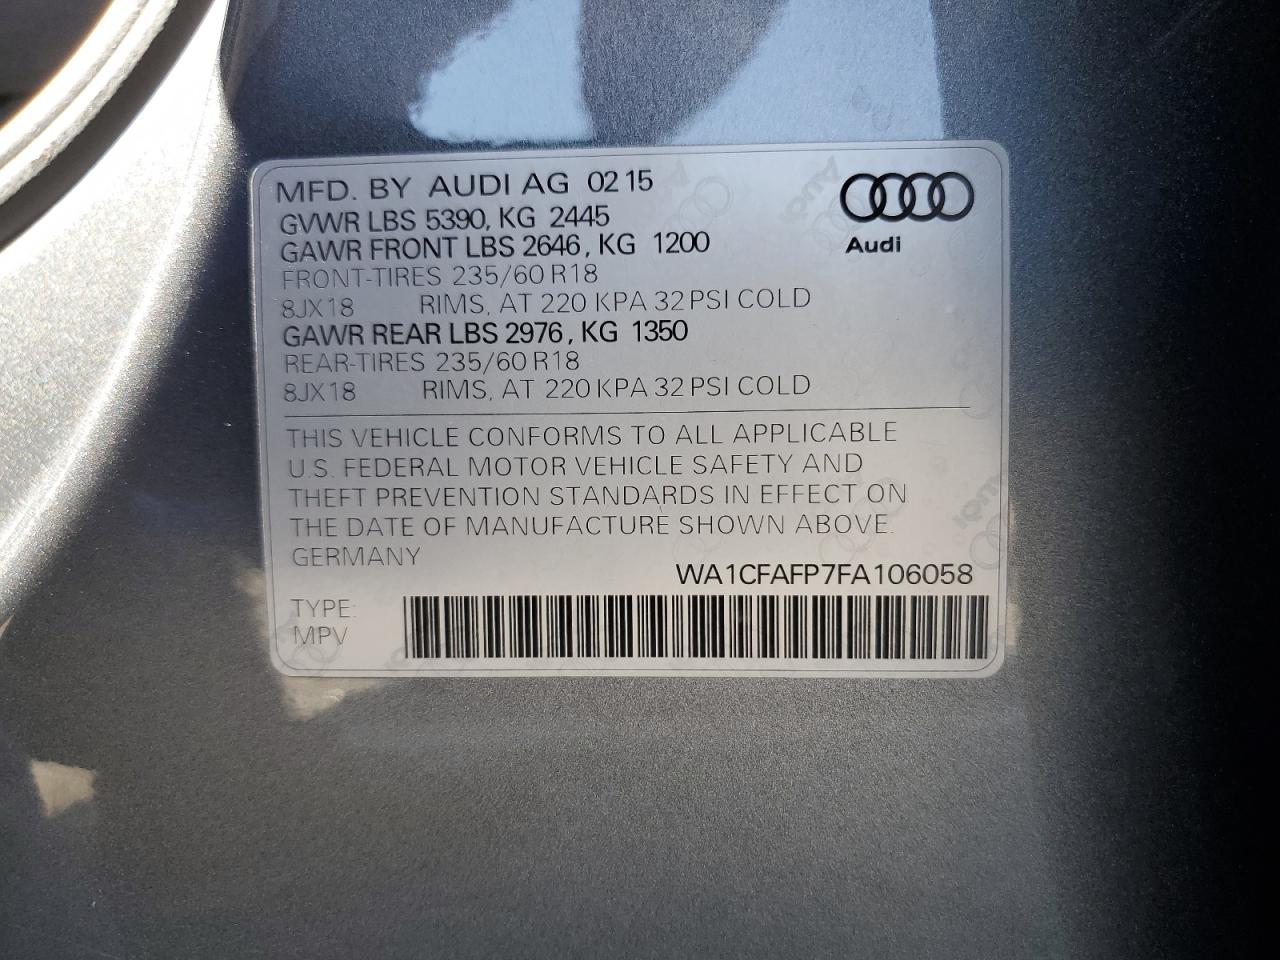 MFD. BY AUDI AG 02 15
GVWR LBS 5390, KG 2445
GAWR FRONT LBS 2646, KG 1200
FRONT-TIRES 235/60 R18
8JX18 RIMS, AT 220 KPA 32 PSI COLD
GAWR REAR LBS 2976, KG 1350
REAR-TIRES 235/60 R18
8JX18 RIMS, AT 220 KPA 32 PSI COLD
Audi
THIS VEHICLE CONFORMS TO ALL APPLICABLE
U.S. FEDERAL MOTOR VEHICLE SAFETY AND
THEFT PREVENTION STANDARDS IN EFFECT ON
THE DATE OF MANUFACTURE SHOWN ABOVE.
GERMANY
WA1CFAFP7FA106058
TYPE:
MPV